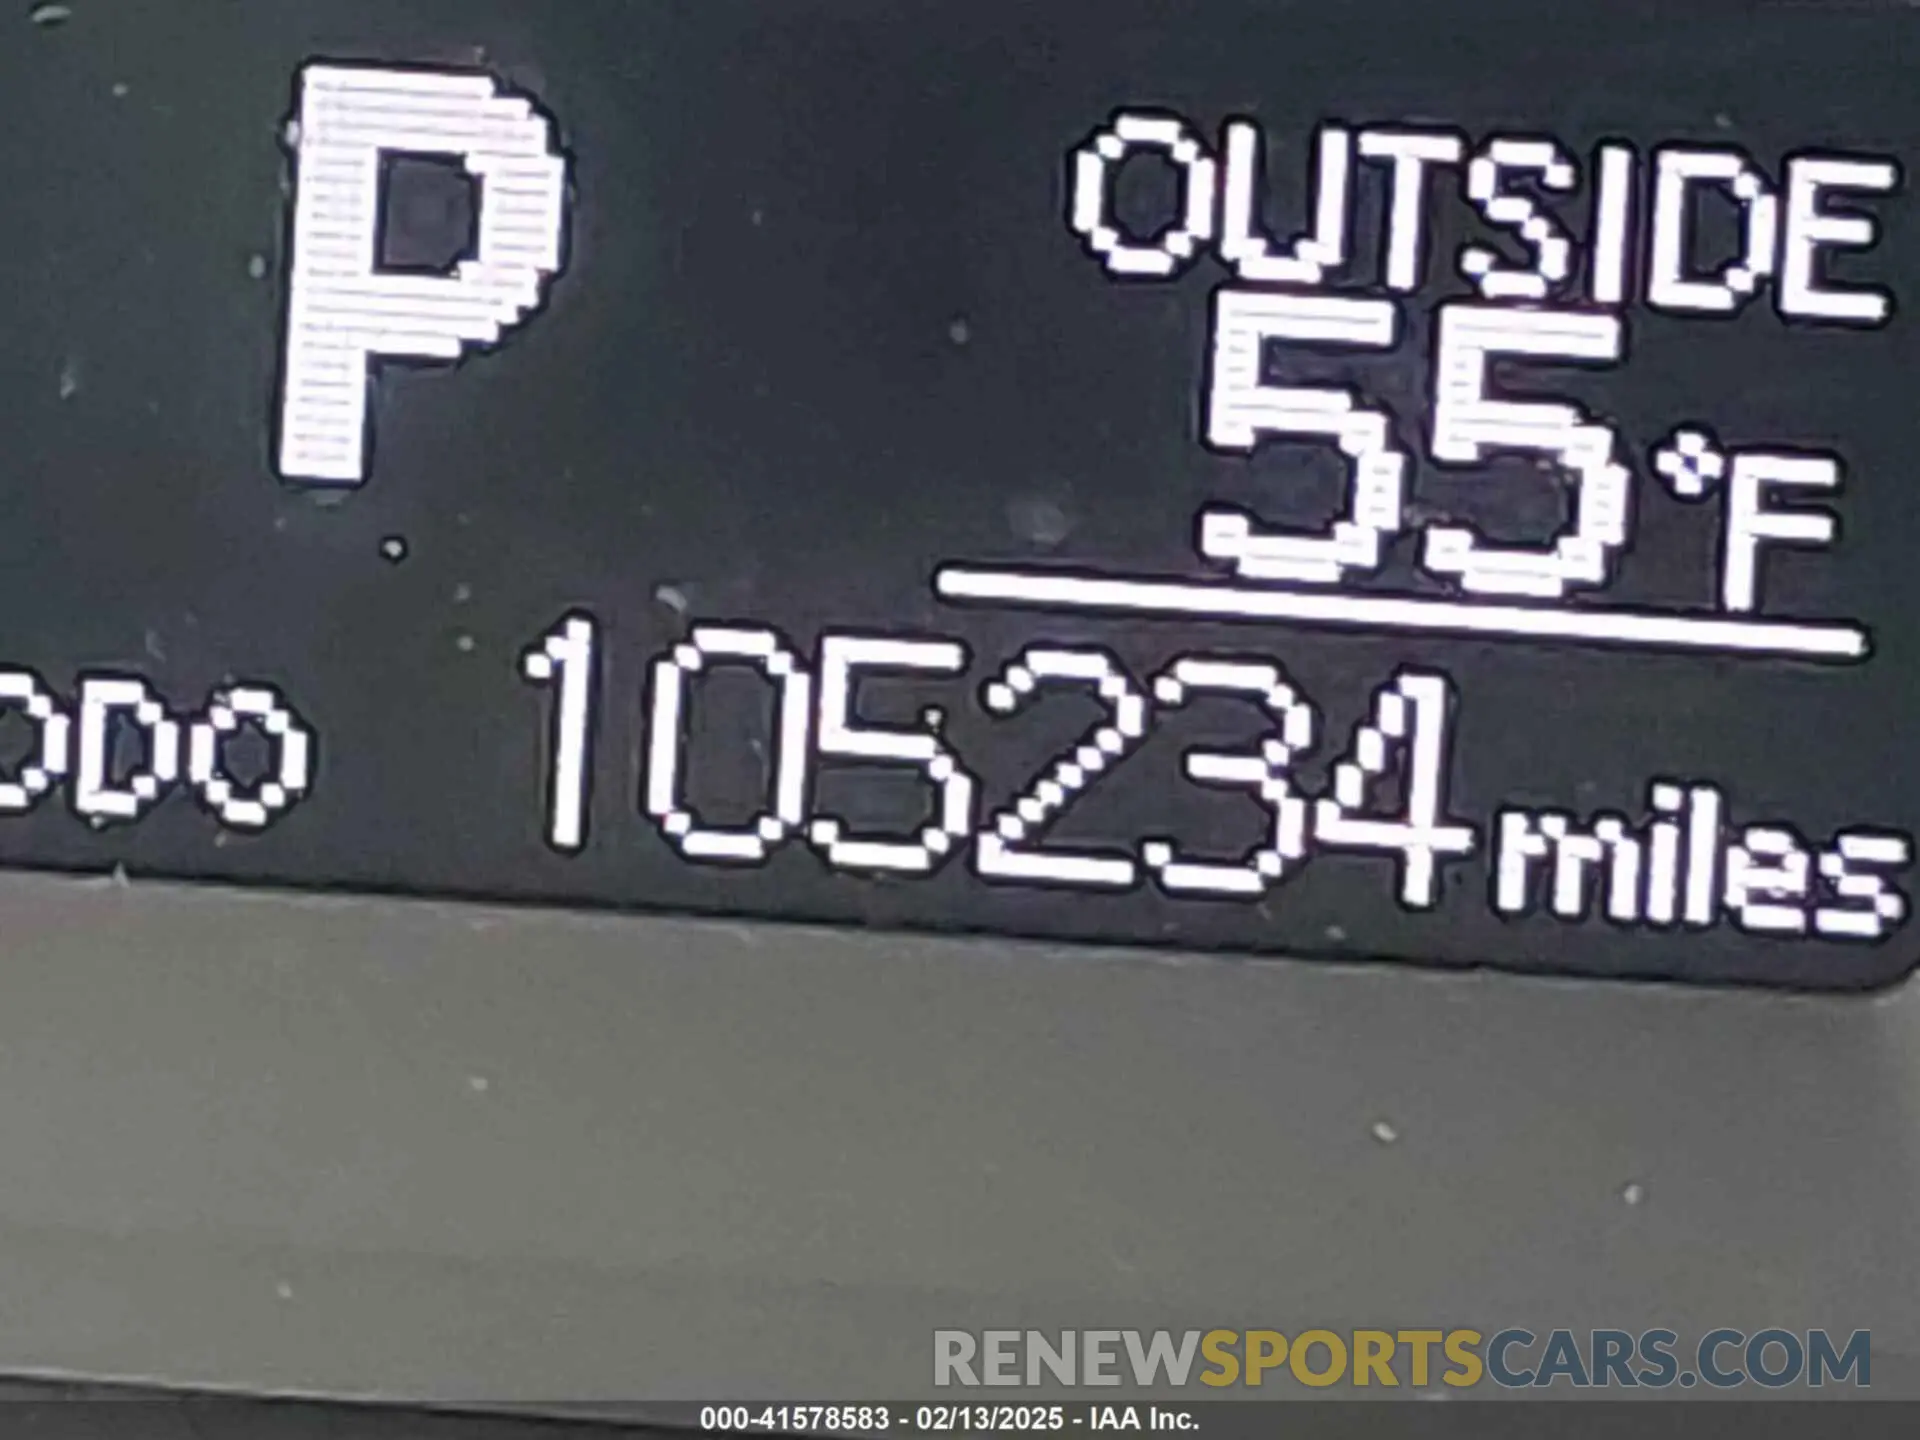 P
OUTSIDE
55°F
ODO 105234 miles
RENEWSPORTSCARS.COM
000-41578583 - 02/13/2025 - IAA Inc.